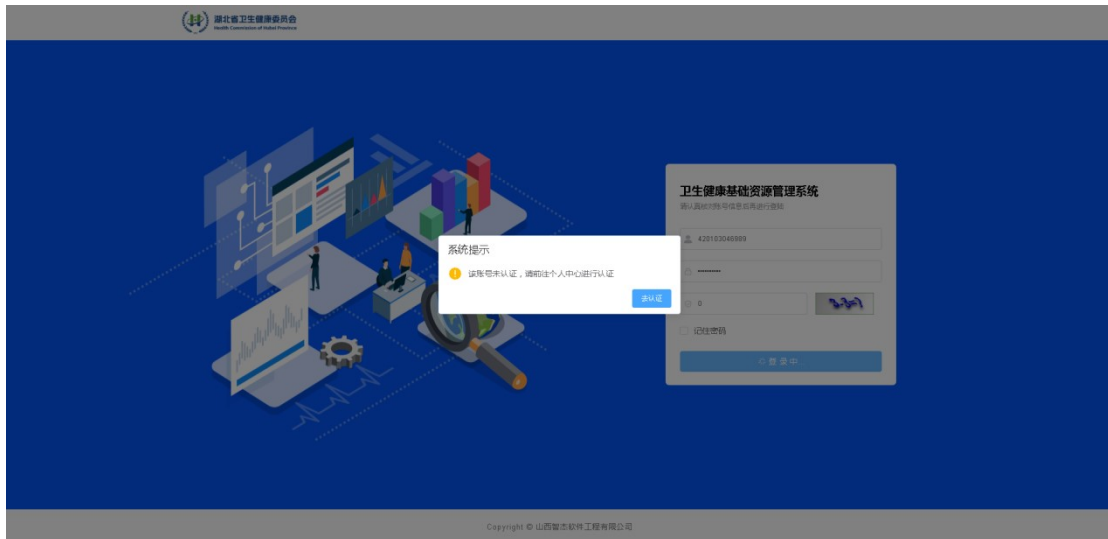 湖北省卫生健康委员会
Health Commission of Hubei Province
卫生健康基础资源管理系统
请认真核对账号信息后再进行登陆
420103046989
系统提示
该账号未认证，请前往个人中心进行认证
去认证
0
记住密码
登录中
Copyright © 山西智杰软件工程有限公司